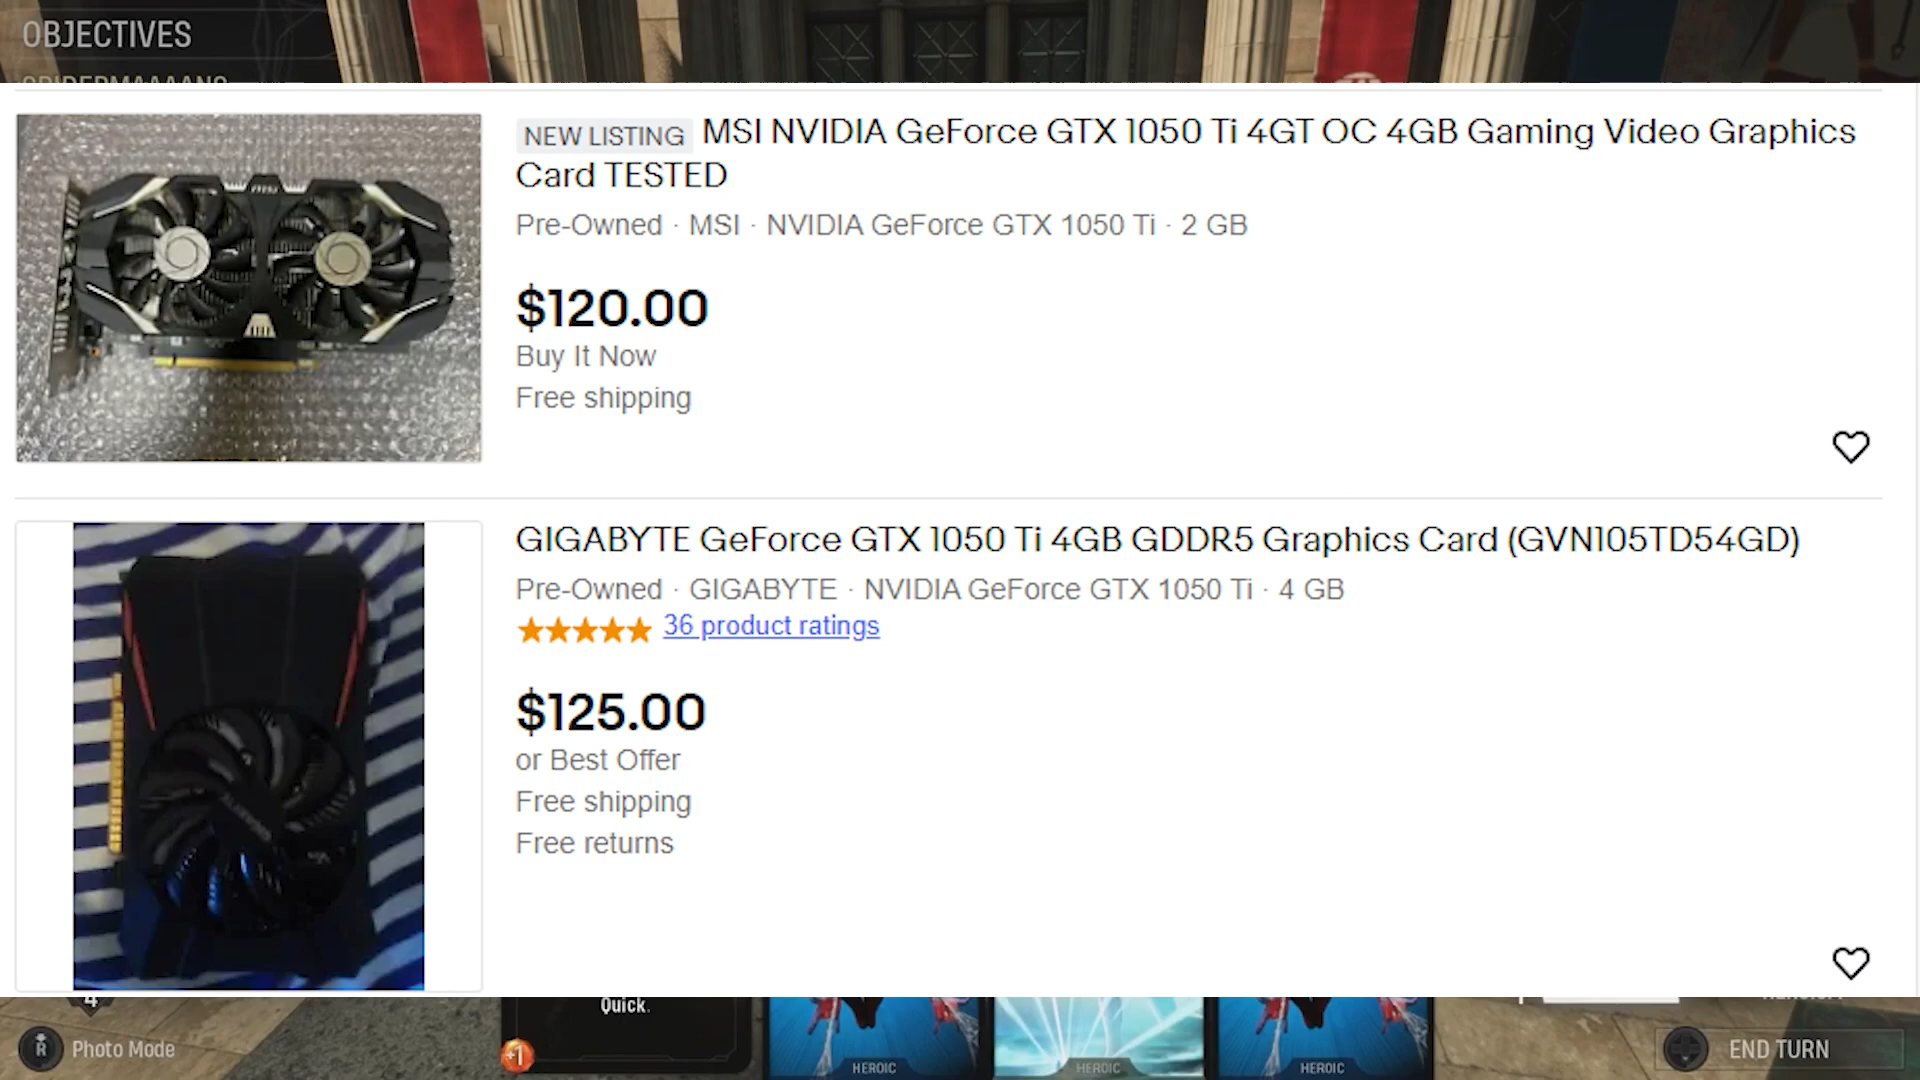 OBJECTIVES
NEW LISTING MSI NVIDIA GeForce GTX 1050 Ti 4GT OC 4GB Gaming Video Graphics
Card TESTED
Pre-Owned · MSI · NVIDIA GeForce GTX 1050 Ti · 2 GB
$120.00
Buy It Now
Free shipping
GIGABYTE GeForce GTX 1050 Ti 4GB GDDR5 Graphics Card (GVN105TD54GD)
Pre-Owned · GIGABYTE · NVIDIA GeForce GTX 1050 Ti · 4 GB
36 product ratings
$125.00
or Best Offer
Free shipping
Free returns
4
Quick.
R Photo Mode
+1
HEROIC
HEROIC
HEROIC
END TURN